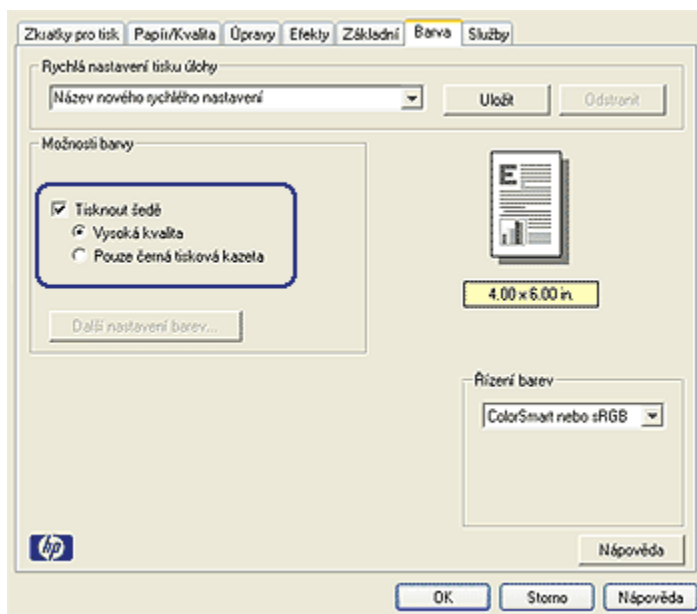 Zkratky pro tisk Papír/Kvalita Úpravy Efekty Základní Barva Služby
Rychlá nastavení tisku úlohy
Název nového rychlého nastavení Uložit Odstranit
Možnosti barvy
Tisknout šedě
Vysoká kvalita
Pouze černá tisková kazeta
E
4.00 x 6.00 in.
Další nastavení barev...
Řízení barev
ColorSmart nebo sRGB
hp
Nápověda
OK Storno Nápověda